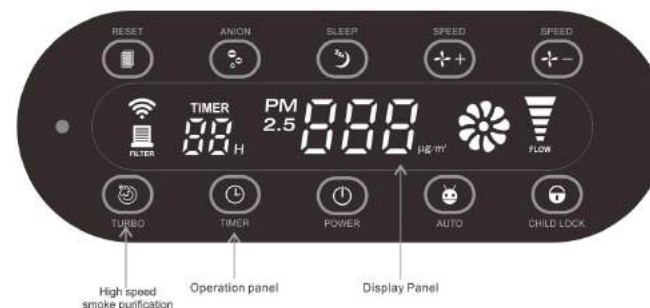 RESET ANION SLEEP SPEED SPEED
TIMER PM
2.5 888 μg/m³
88 H
FILTER FLOW
TURBO TIMER POWER AUTO CHILD LOCK
High speed
smoke purification
Operation panel
Display Panel